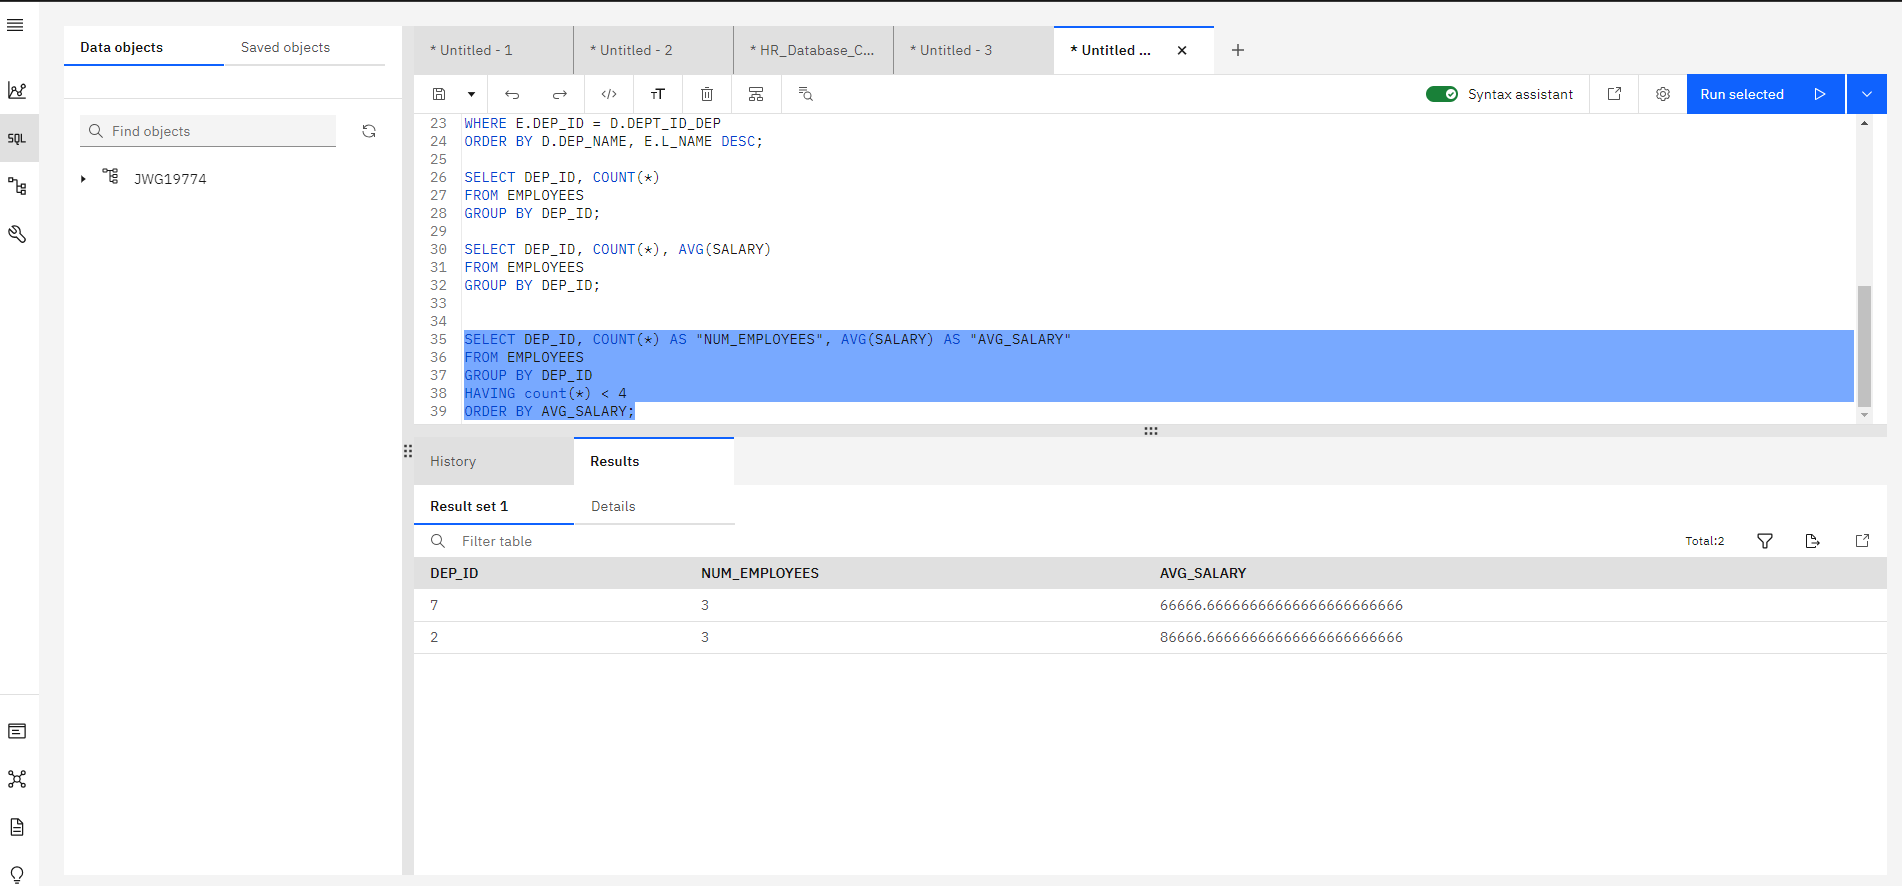 Data objects
Saved objects
* Untitled - 1
* Untitled - 2
* HR_Database_C...
* Untitled - 3
* Untitled ...
Syntax assistant
Run selected
Find objects
SQL
JWG19774
23 WHERE E.DEP_ID = D.DEPT_ID_DEP
24 ORDER BY D.DEP_NAME, E.L_NAME DESC;
25
26 SELECT DEP_ID, COUNT(*)
27 FROM EMPLOYEES
28 GROUP BY DEP_ID;
29
30 SELECT DEP_ID, COUNT(*), AVG(SALARY)
31 FROM EMPLOYEES
32 GROUP BY DEP_ID;
33
34
35 SELECT DEP_ID, COUNT(*) AS "NUM_EMPLOYEES", AVG(SALARY) AS "AVG_SALARY"
36 FROM EMPLOYEES
37 GROUP BY DEP_ID
38 HAVING count(*) < 4
39 ORDER BY AVG_SALARY;
History
Results
Result set 1
Details
Filter table
Total:2
DEP_ID NUM_EMPLOYEES AVG_SALARY
7 3 66666.66666666666666666666666
2 3 86666.66666666666666666666666